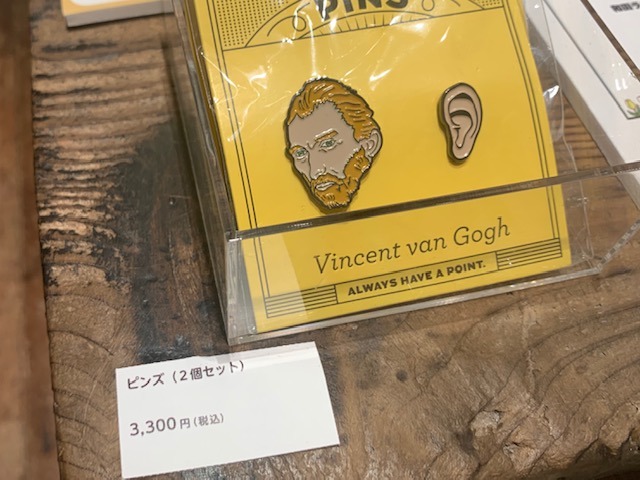 PINS
Vincent van Gogh
ALWAYS HAVE A POINT.
ピンズ（2個セット）
3,300円（税込）